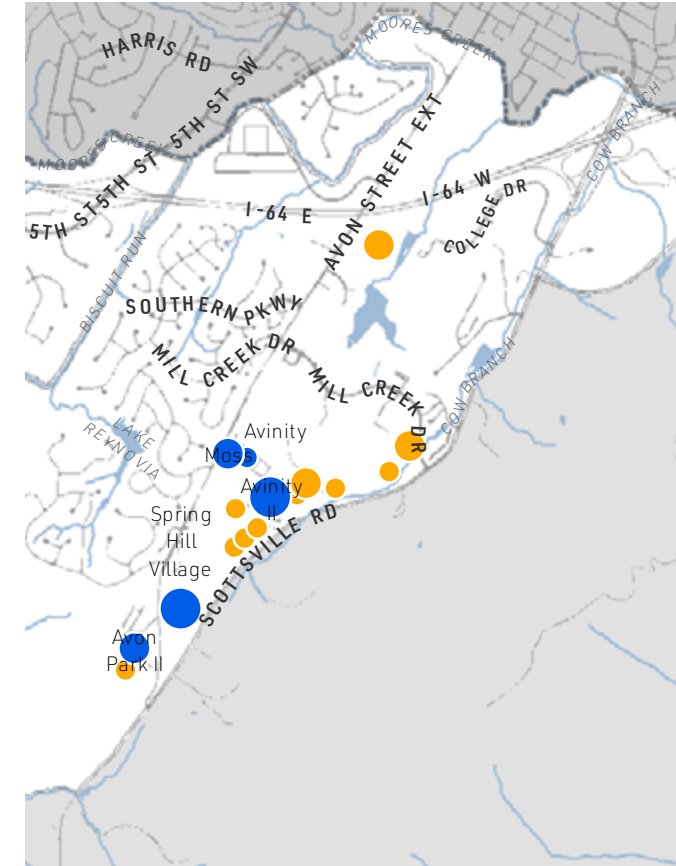 MOORES CREEK
HARRIS RD
5TH ST SW
MOORES CREEK
5TH ST
5TH ST
COW BRANCH
AVON STREET EXT
I-64 W
I-64 E
COLLEGE DR
BISCUIT RUN
SOUTHERN PKWY
MILL CREEK DR
MILL CREEK DR
COW BRANCH
LAKE
REYNOVIA
Avinity
Moss
Avinity
II
Spring
Hill
Village
SCOTTSVILLE RD
Avon
Park II